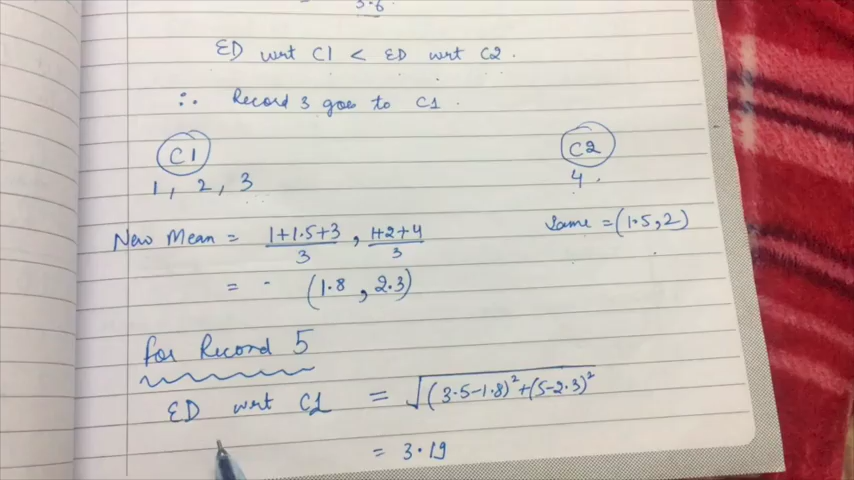 3.6
ED wrt C1 < ED wrt C2.
∴ Record 3 goes to C1.
C1 C2
1, 2, 3 4.
New Mean = (1+1.5+3)/3, (1+2+4)/3 Same = (1.5, 2)
= (1.8, 2.3)
for Record 5
ED wrt C1 = √((3.5-1.8)²+(5-2.3)²)
= 3.19